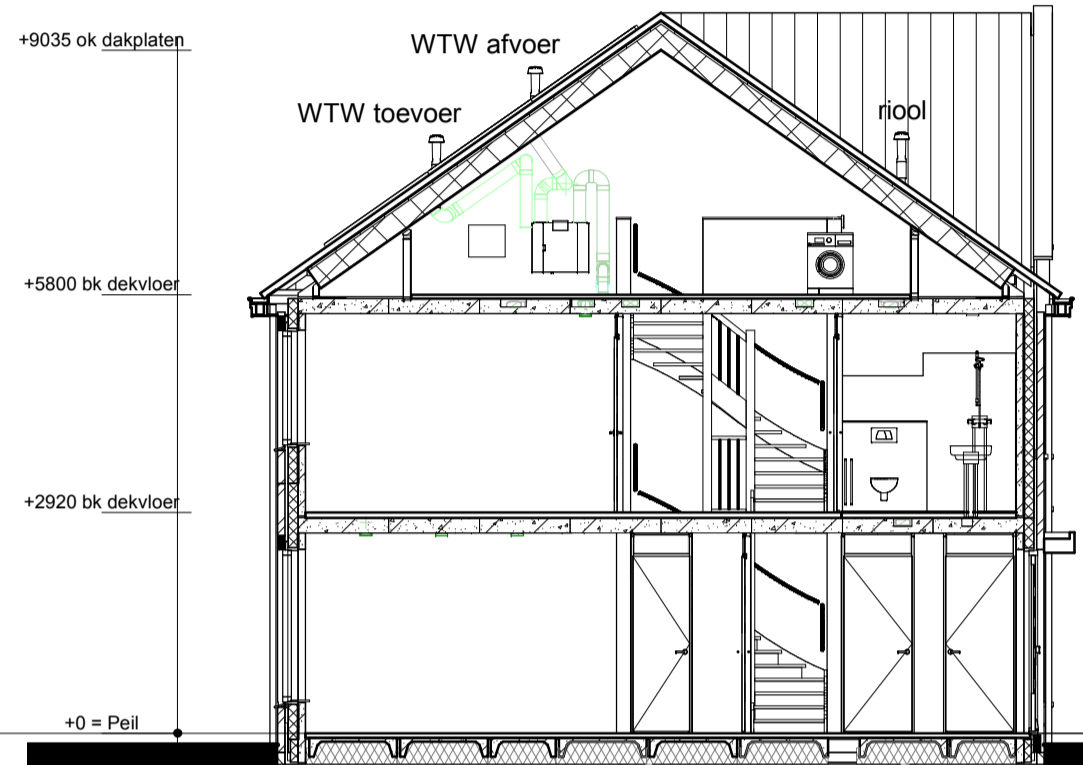 +9035 ok dakplaten
WTW afvoer
WTW toevoer
riool
+5800 bk dekvloer
+2920 bk dekvloer
+0 = Peil